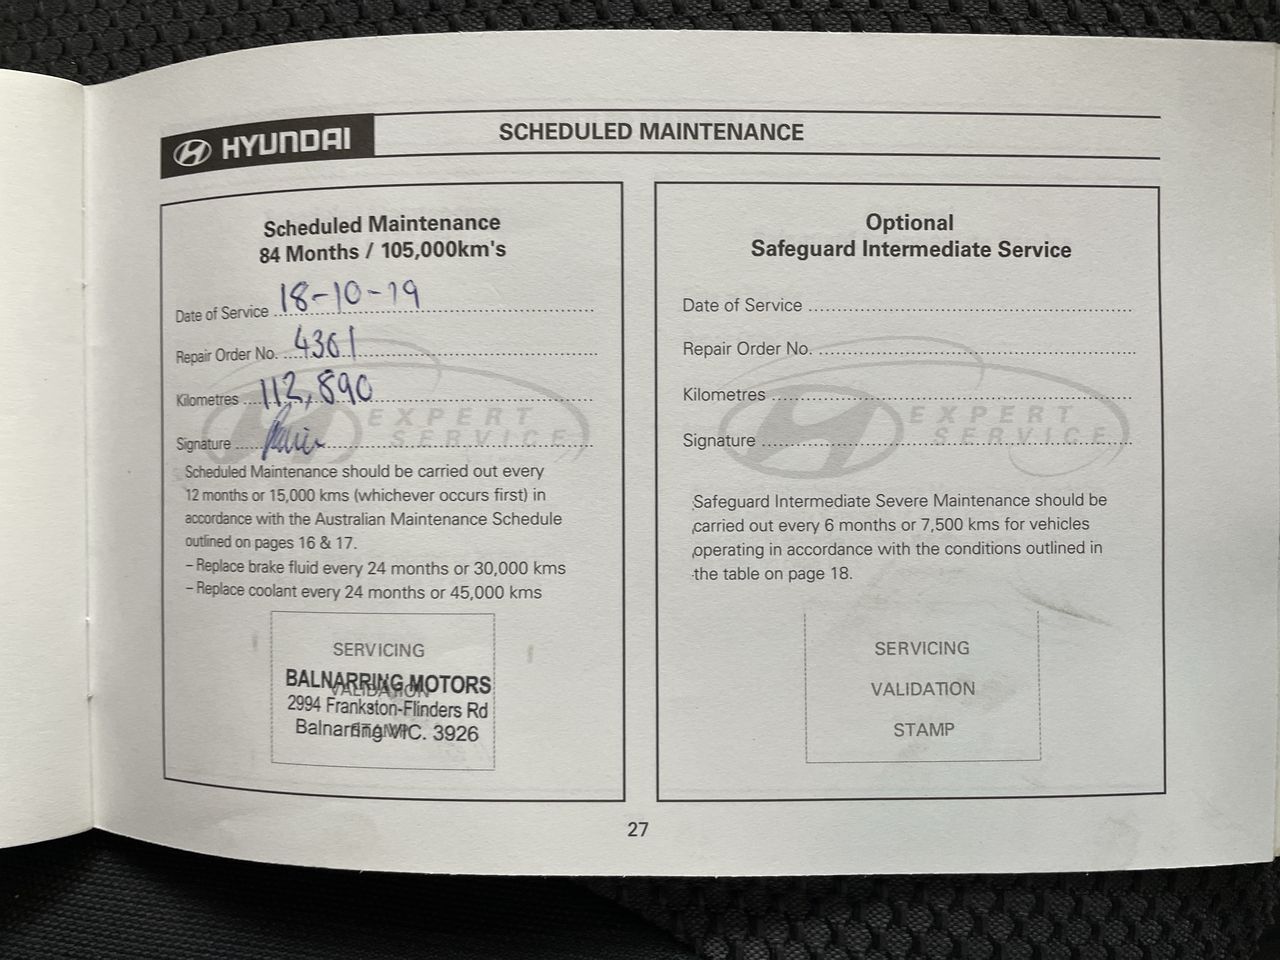 HYUNDAI
SCHEDULED MAINTENANCE
Scheduled Maintenance
84 Months / 105,000km's
Date of Service 18-10-19
Repair Order No. 4361
Kilometres 112,890
Signature
EXPERT
SERVICE
Scheduled Maintenance should be carried out every
12 months or 15,000 kms (whichever occurs first) in
accordance with the Australian Maintenance Schedule
outlined on pages 16 & 17.
– Replace brake fluid every 24 months or 30,000 kms
– Replace coolant every 24 months or 45,000 kms
SERVICING
VALIDATION
STAMP
BALNARRING MOTORS
2994 Frankston-Flinders Rd
Balnarring VIC. 3926
Optional
Safeguard Intermediate Service
Date of Service
Repair Order No.
Kilometres
Signature
EXPERT
SERVICE
Safeguard Intermediate Severe Maintenance should be
carried out every 6 months or 7,500 kms for vehicles
operating in accordance with the conditions outlined in
the table on page 18.
SERVICING
VALIDATION
STAMP
27